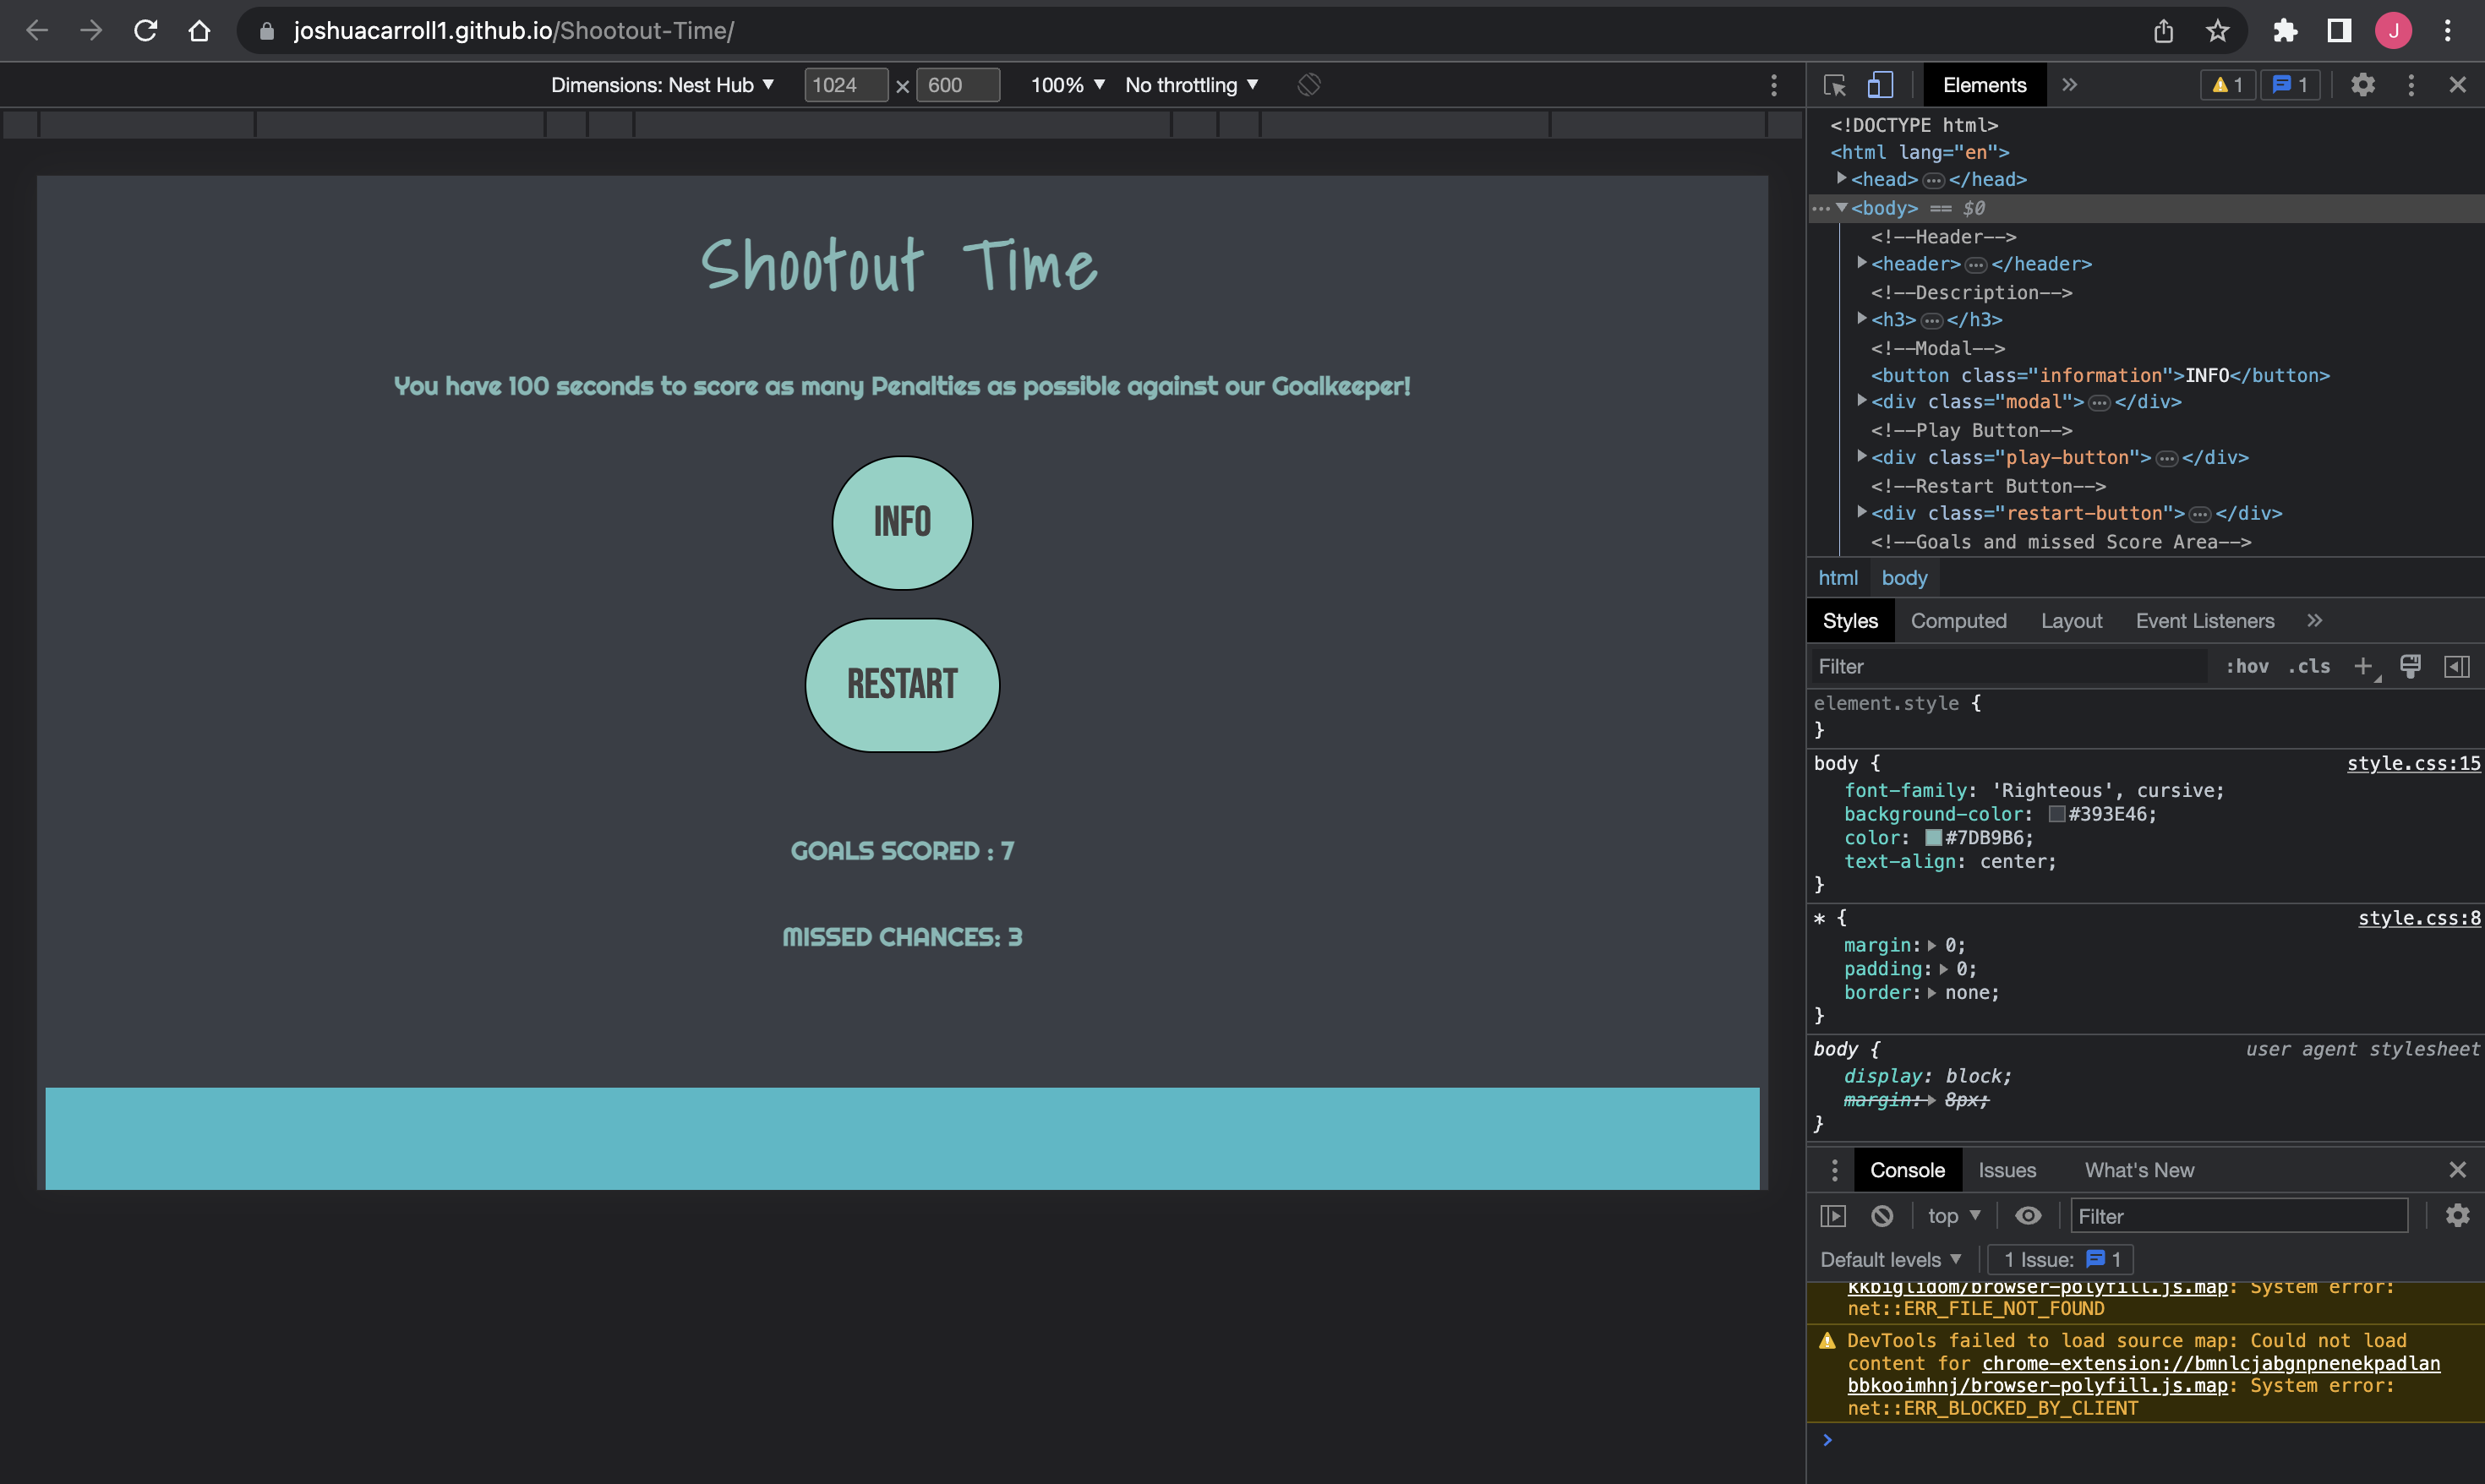 joshuacarroll1.github.io/Shootout-Time/
J
Dimensions: Nest Hub ▼ 1024 × 600 100% ▼ No throttling ▼
Shootout Time
You have 100 seconds to score as many Penalties as possible against our Goalkeeper!
INFO
RESTART
GOALS SCORED : 7
MISSED CHANCES: 3
Elements » 1 1
<!DOCTYPE html>
<html lang="en">
<head>…</head>
<body> == $0
<!--Header-->
<header>…</header>
<!--Description-->
<h3>…</h3>
<!--Modal-->
<button class="information">INFO</button>
<div class="modal">…</div>
<!--Play Button-->
<div class="play-button">…</div>
<!--Restart Button-->
<div class="restart-button">…</div>
<!--Goals and missed Score Area-->
html body
Styles Computed Layout Event Listeners »
Filter :hov .cls +
element.style {
}
body { style.css:15
font-family: 'Righteous', cursive;
background-color: #393E46;
color: #7DB9B6;
text-align: center;
}
* { style.css:8
margin: 0;
padding: 0;
border: none;
}
body { user agent stylesheet
display: block;
margin: 8px;
}
Console Issues What's New
top ▼ Filter
Default levels ▼ 1 Issue: 1
kkbiglidom/browser-polyfill.js.map: System error:
net::ERR_FILE_NOT_FOUND
DevTools failed to load source map: Could not load
content for chrome-extension://bmnlcjabgnpnenekpadlan
bbkooimhnj/browser-polyfill.js.map: System error:
net::ERR_BLOCKED_BY_CLIENT